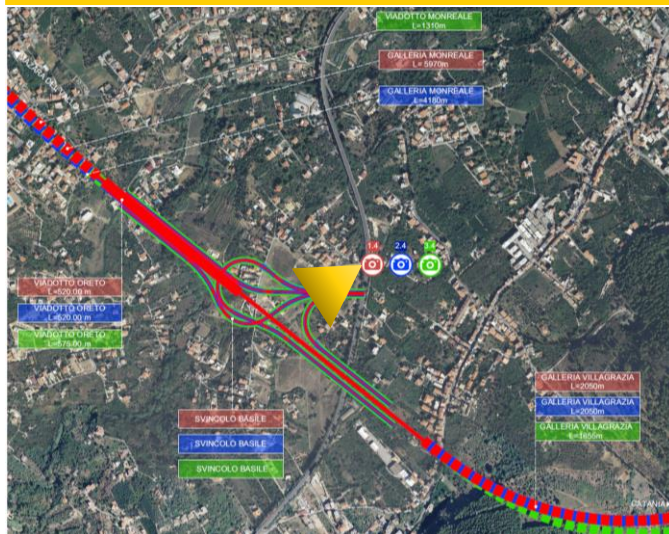 VIADOTTO MONREALE
L=1310m
GALLERIA MONREALE
L= 5970m
GALLERIA MONREALE
L=4180m
1.4
2.4
3.4
VIADOTTO ORETO
L=520.00 m
VIADOTTO ORETO
L=520.00 m
VIADOTTO ORETO
L=575.00 m
GALLERIA VILLAGRAZIA
L=2050m
GALLERIA VILLAGRAZIA
L=2050m
GALLERIA VILLAGRAZIA
L=1655m
SVINCOLO BASILE
SVINCOLO BASILE
SVINCOLO BASILE
CATANIA